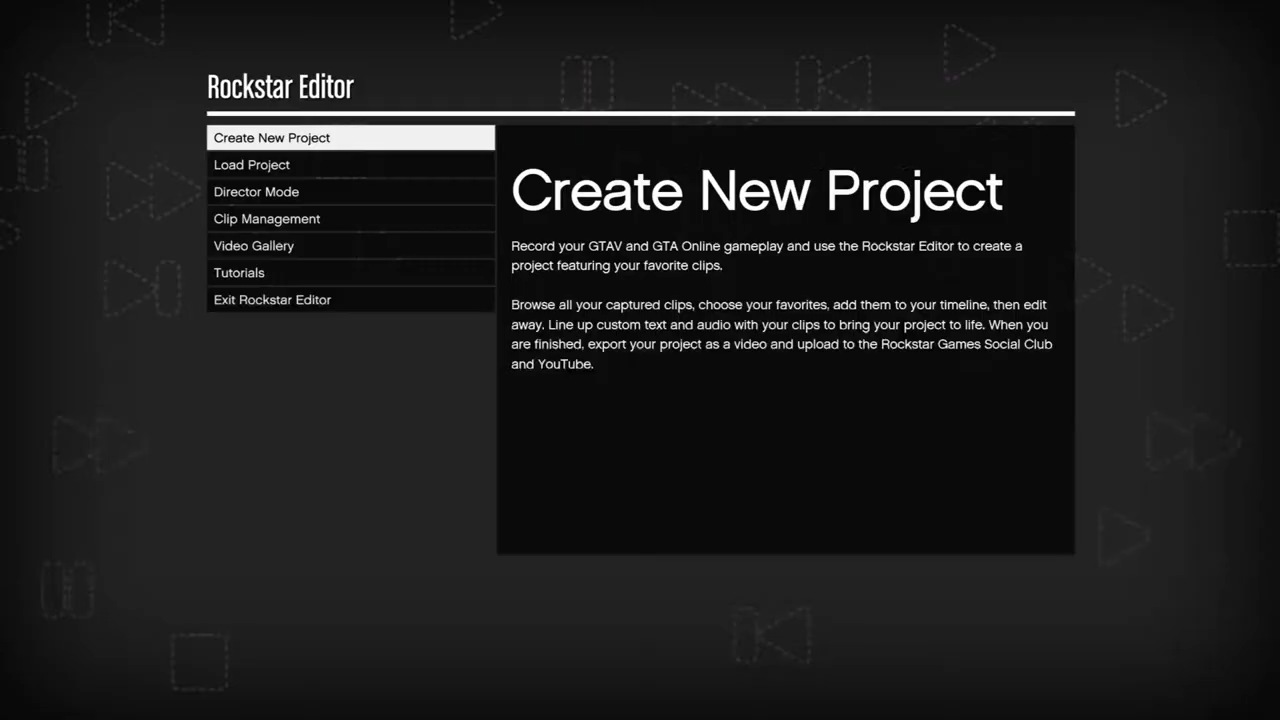 Rockstar Editor
Create New Project
Load Project
Director Mode
Clip Management
Video Gallery
Tutorials
Exit Rockstar Editor
Create New Project
Record your GTAV and GTA Online gameplay and use the Rockstar Editor to create a
project featuring your favorite clips.
Browse all your captured clips, choose your favorites, add them to your timeline, then edit
away. Line up custom text and audio with your clips to bring your project to life. When you
are finished, export your project as a video and upload to the Rockstar Games Social Club
and YouTube.